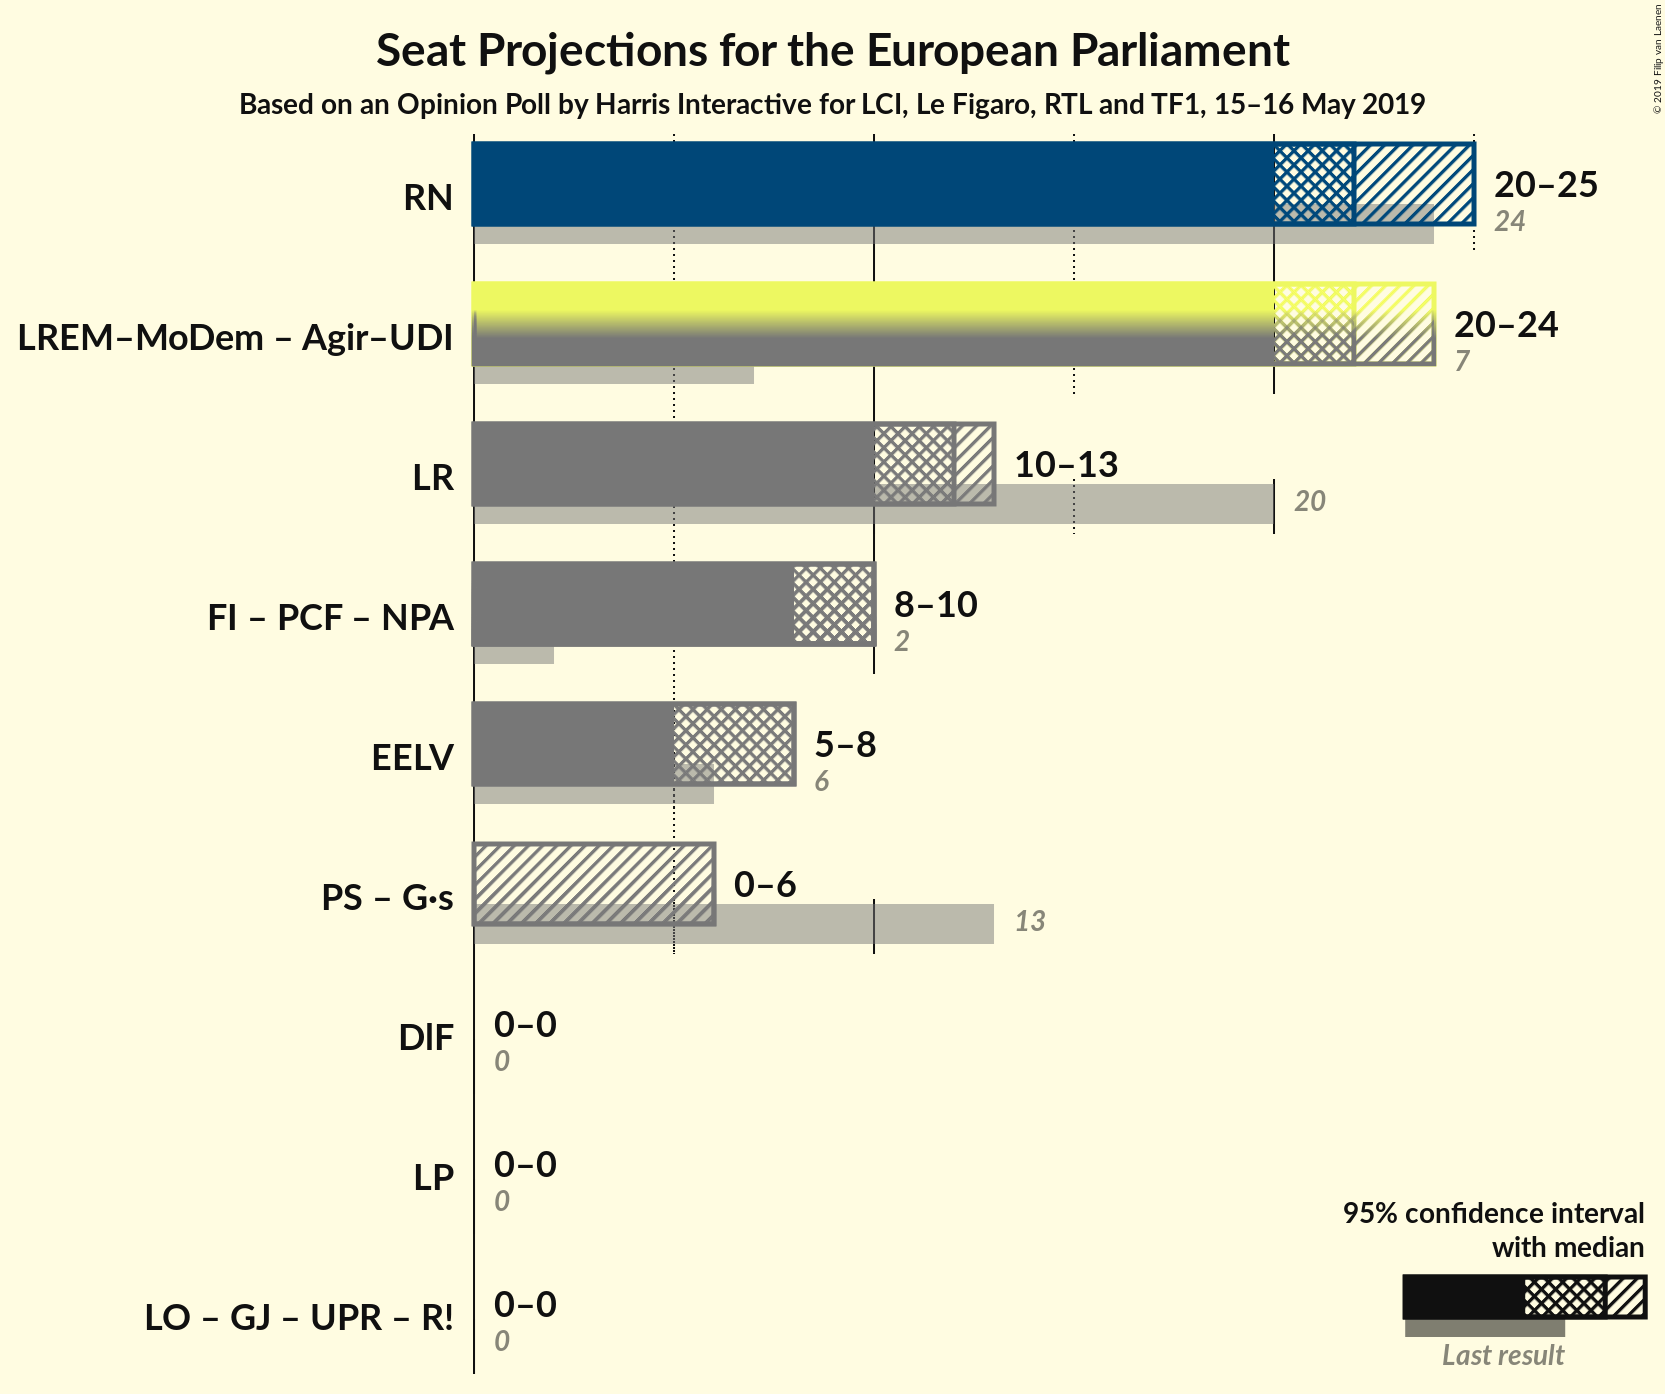 Seat Projections for the European Parliament
Based on an Opinion Poll by Harris Interactive for LCI, Le Figaro, RTL and TF1, 15–16 May 2019
© 2019 Filip van Laenen
RN
20–25
24
LREM–MoDem – Agir–UDI
20–24
7
LR
10–13
20
FI – PCF – NPA
8–10
2
EELV
5–8
6
PS – G·s
0–6
13
DlF
0–0
0
LP
0–0
0
LO – GJ – UPR – R!
0–0
0
95% confidence interval
with median
Last result